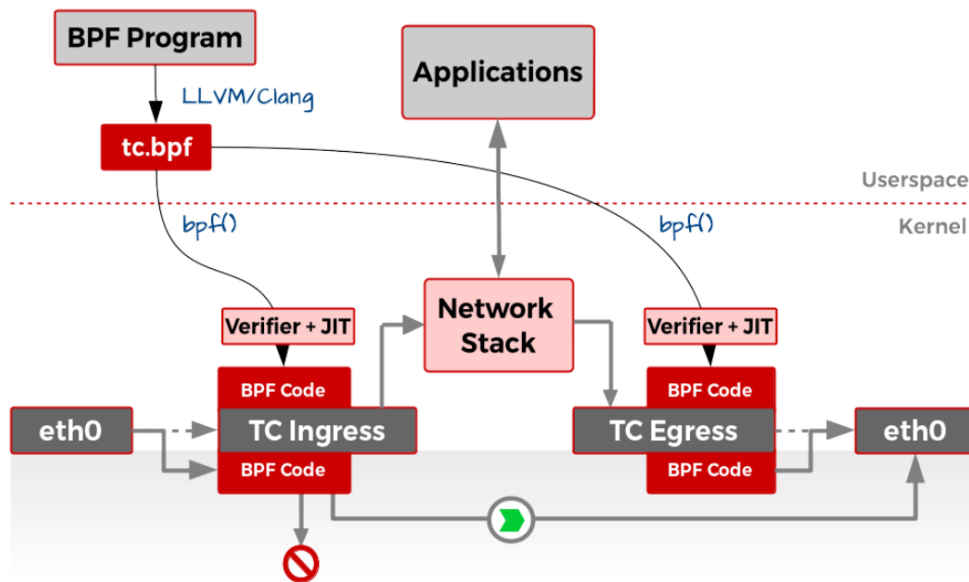 BPF Program
Applications
LLVM/Clang
tc.bpf
Userspace
bpf()
bpf()
Kernel
Verifier + JIT
Network
Stack
Verifier + JIT
BPF Code
BPF Code
eth0
TC Ingress
TC Egress
eth0
BPF Code
BPF Code